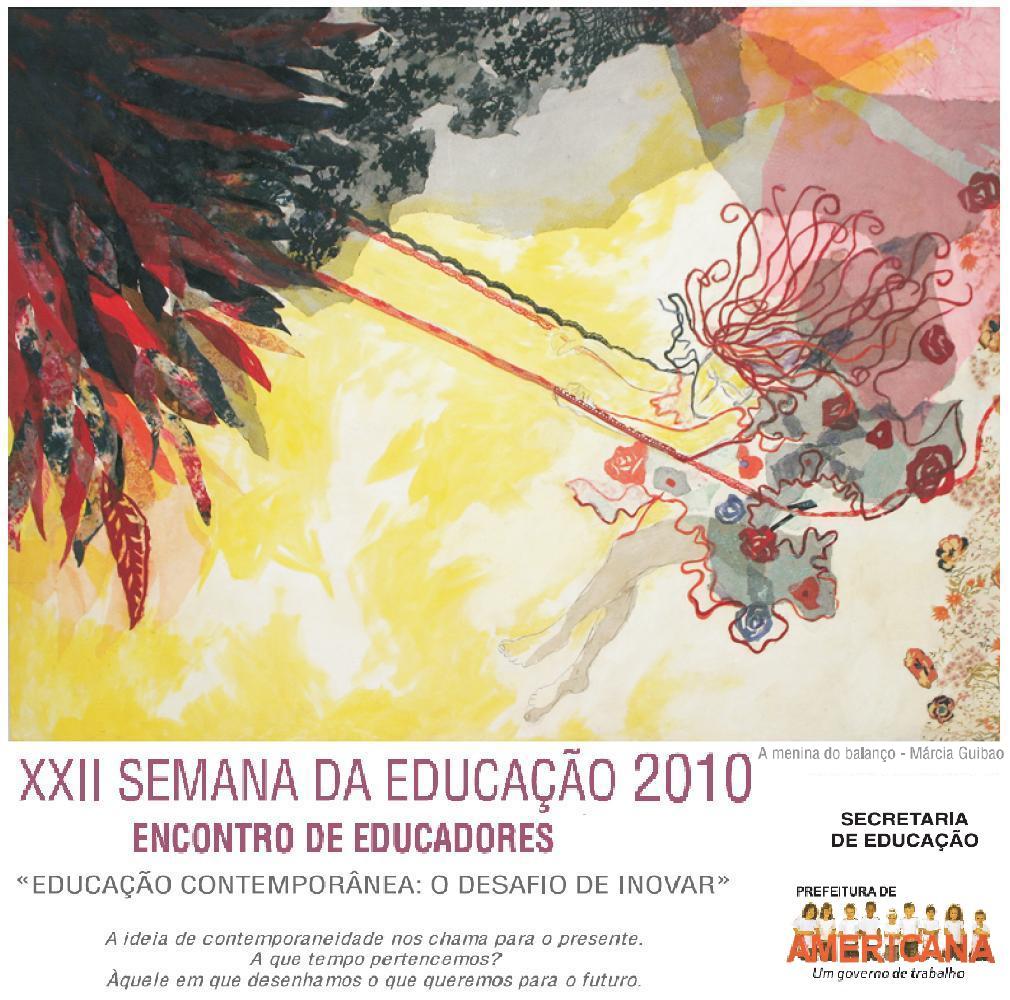 A menina do balanço - Márcia Guibao
XXII SEMANA DA EDUCAÇÃO 2010
ENCONTRO DE EDUCADORES
«EDUCAÇÃO CONTEMPORÂNEA: O DESAFIO DE INOVAR»
A ideia de contemporaneidade nos chama para o presente.
A que tempo pertencemos?
Àquele em que desenhamos o que queremos para o futuro.
SECRETARIA
DE EDUCAÇÃO
PREFEITURA DE
AMERICANA
Um governo de trabalho